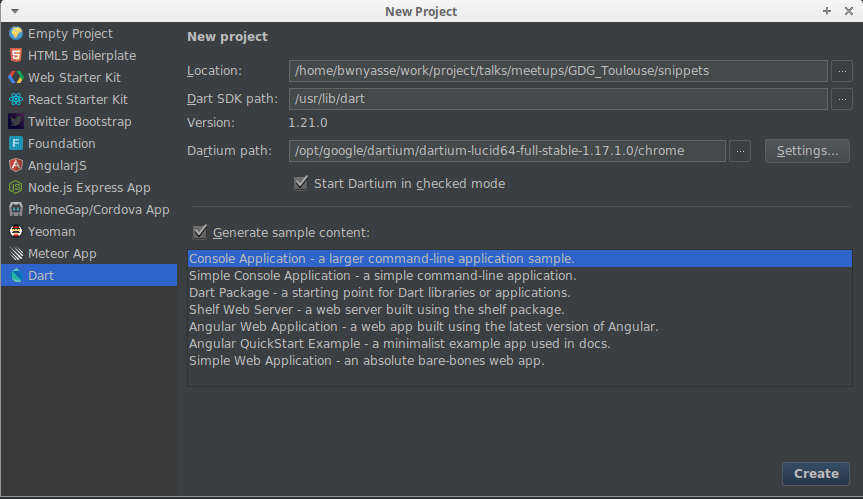 New Project
Empty Project
HTML5 Boilerplate
Web Starter Kit
React Starter Kit
Twitter Bootstrap
Foundation
AngularJS
Node.js Express App
PhoneGap/Cordova App
Yeoman
Meteor App
Dart
New project
Location: /home/bwnyasse/work/project/talks/meetups/GDG_Toulouse/snippets ...
Dart SDK path: /usr/lib/dart ...
Version: 1.21.0
Dartium path: /opt/google/dartium/dartium-lucid64-full-stable-1.17.1.0/chrome ... Settings...
Start Dartium in checked mode
Generate sample content:
Console Application - a larger command-line application sample.
Simple Console Application - a simple command-line application.
Dart Package - a starting point for Dart libraries or applications.
Shelf Web Server - a web server built using the shelf package.
Angular Web Application - a web app built using the latest version of Angular.
Angular QuickStart Example - a minimalist example app used in docs.
Simple Web Application - an absolute bare-bones web app.
Create